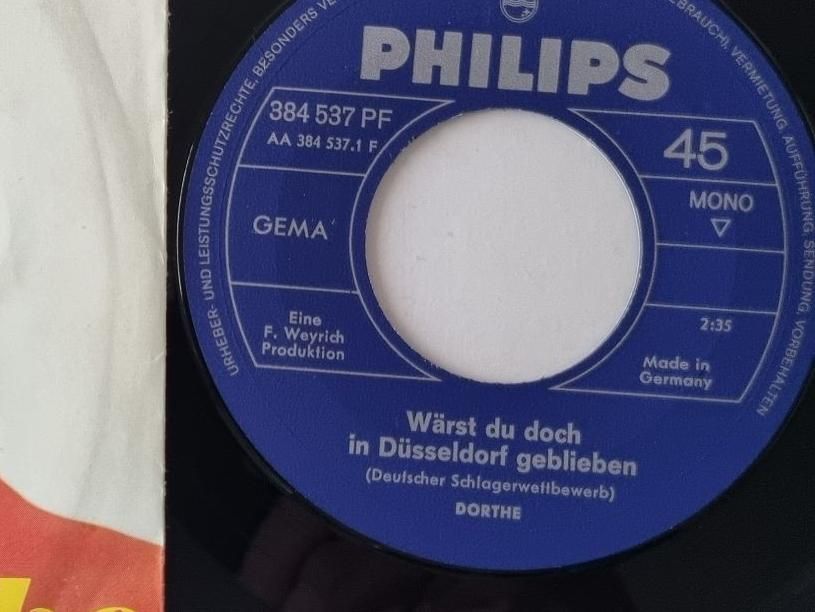 PHILIPS
384 537 PF
AA 384 537.1 F
45
MONO
GEMA
Eine
F. Weyrich
Produktion
2:35
Made in
Germany
Wärst du doch
in Düsseldorf geblieben
(Deutscher Schlagerwettbewerb)
DORTHE
URHEBER- UND LEISTUNGSSCHUTZRECHTE, BESONDERS
VERMIETUNG, AUFFÜHRUNG, SENDUNG, VORBEHALTEN